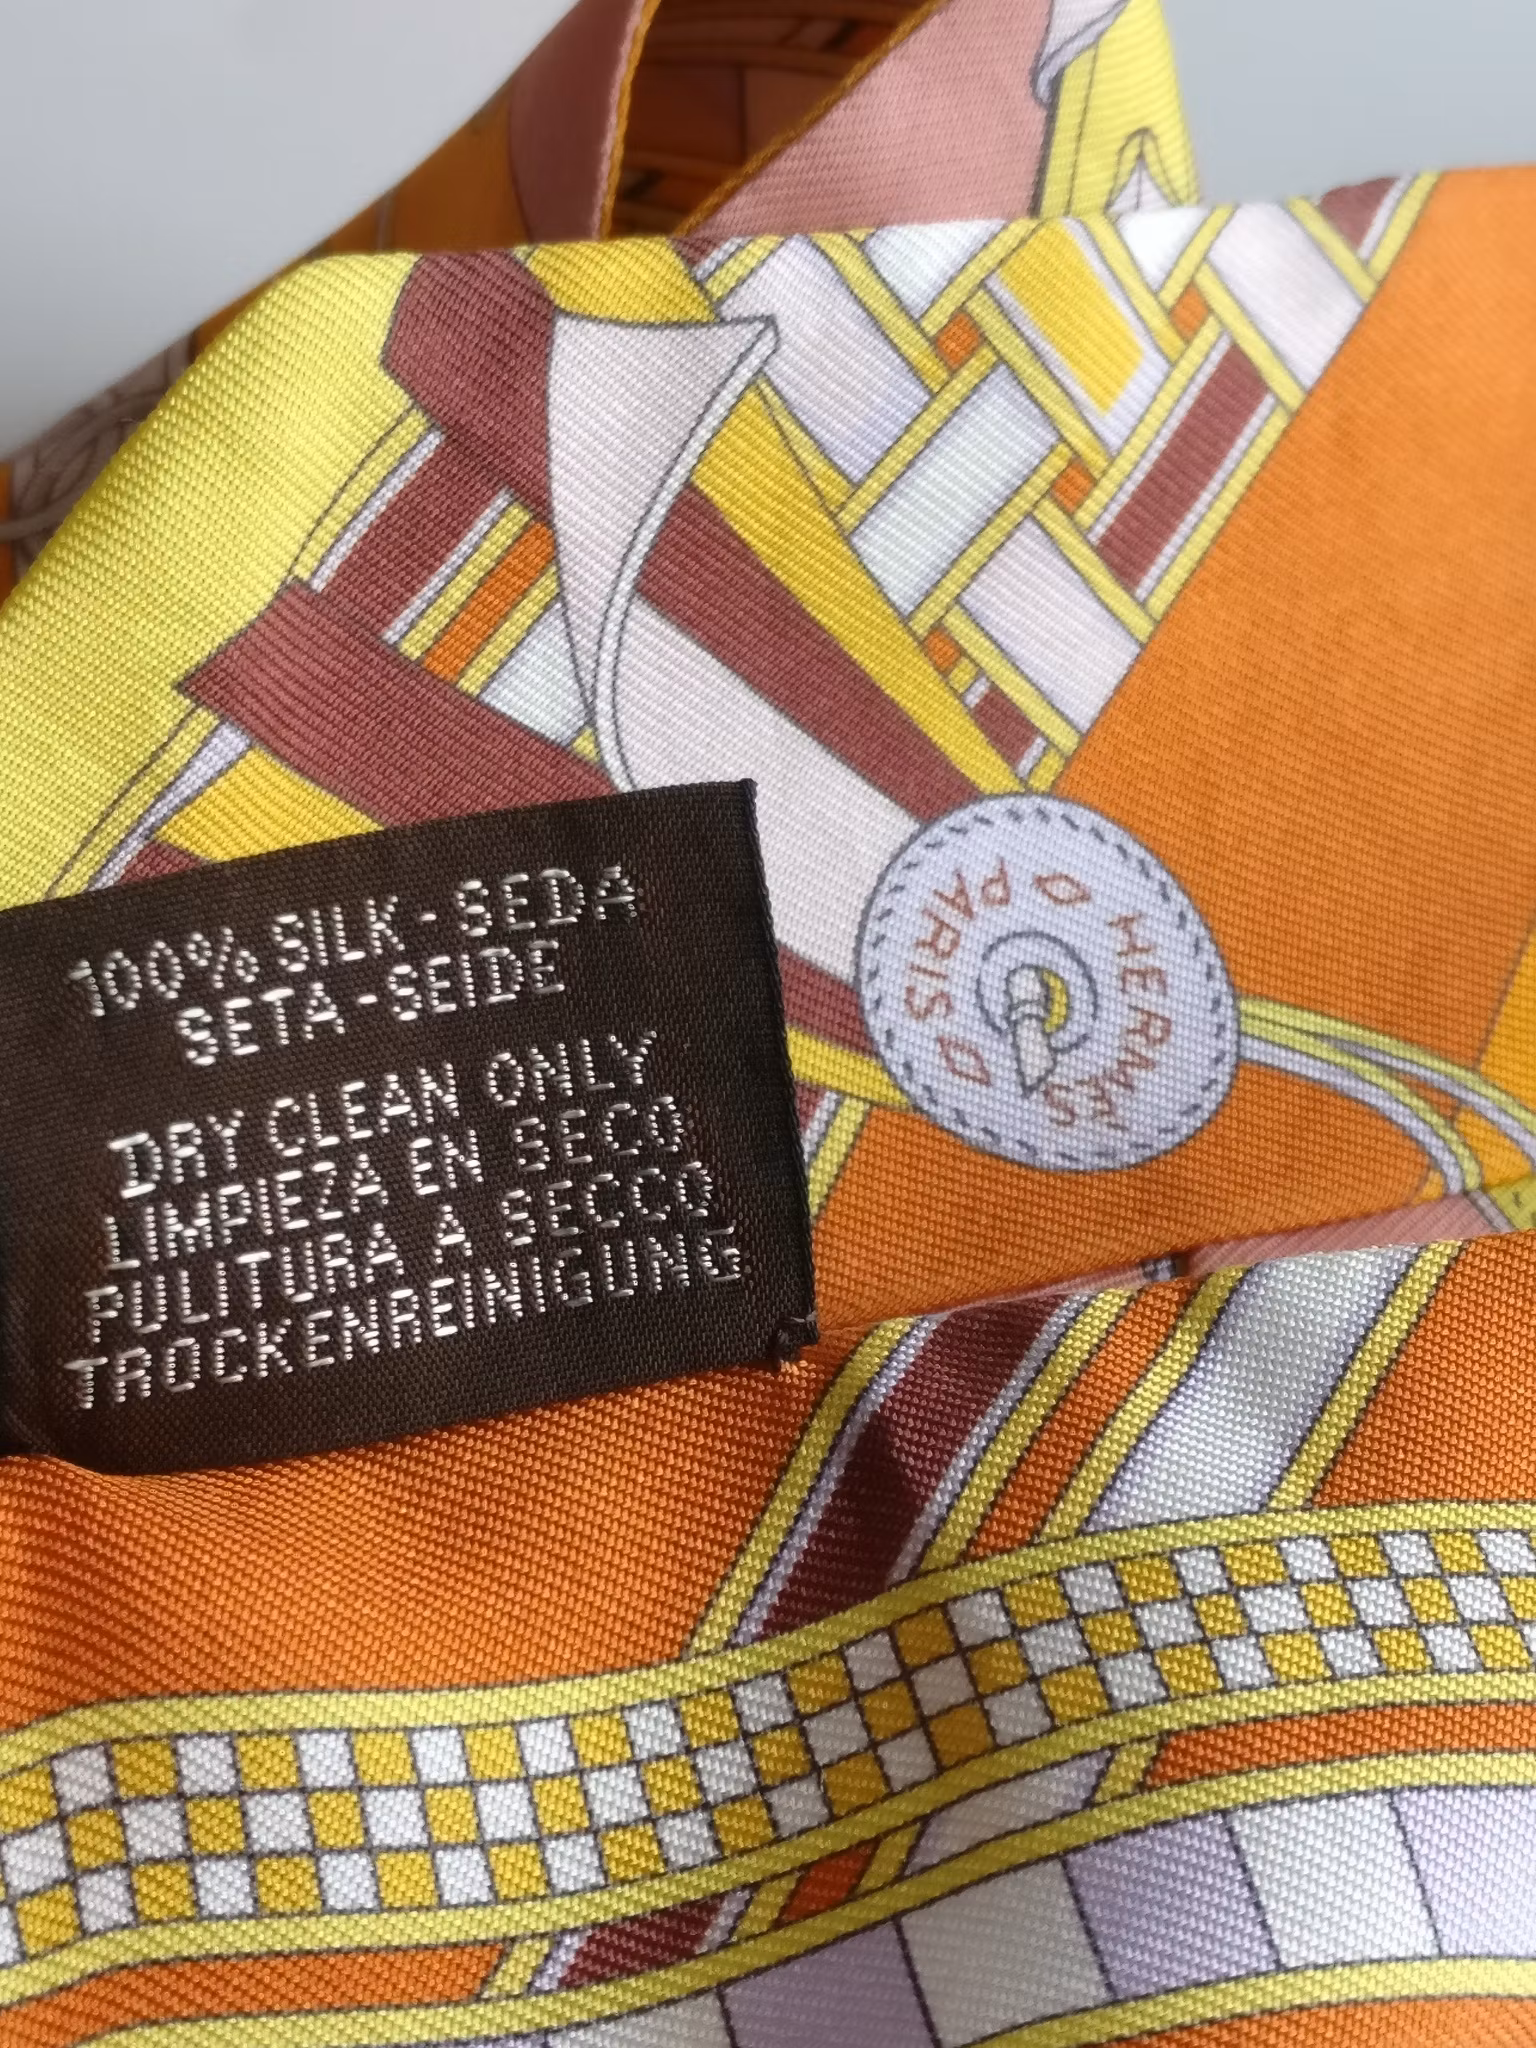 100% SILK - SEDA
SETA - SEIDE
DRY CLEAN ONLY
LIMPIEZA EN SECO
PULITURA A SECCO
TROCKENREINIGUNG
HERMES
PARIS